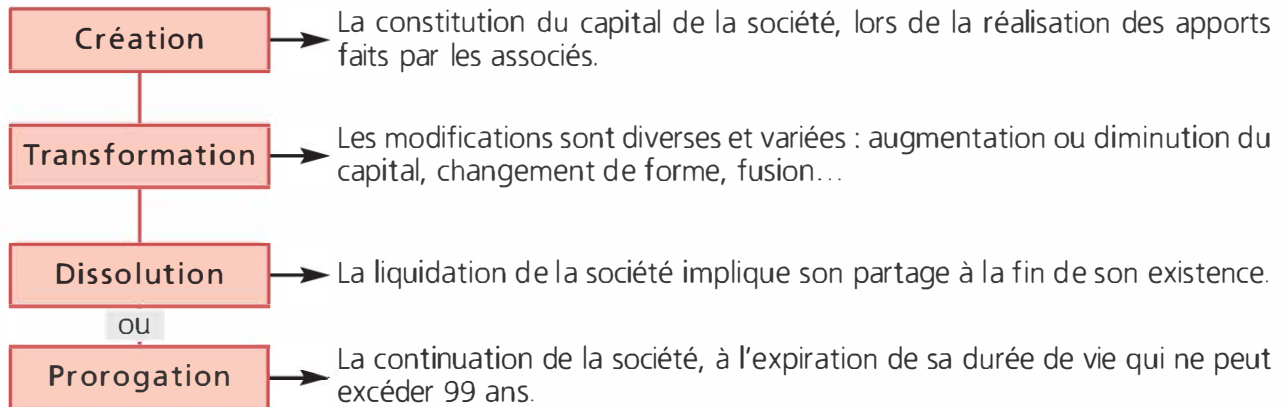 Création
La constitution du capital de la société, lors de la réalisation des apports
faits par les associés.
Transformation
Les modifications sont diverses et variées : augmentation ou diminution du
capital, changement de forme, fusion...
Dissolution
La liquidation de la société implique son partage à la fin de son existence.
ou
Prorogation
La continuation de la société, à l'expiration de sa durée de vie qui ne peut
excéder 99 ans.